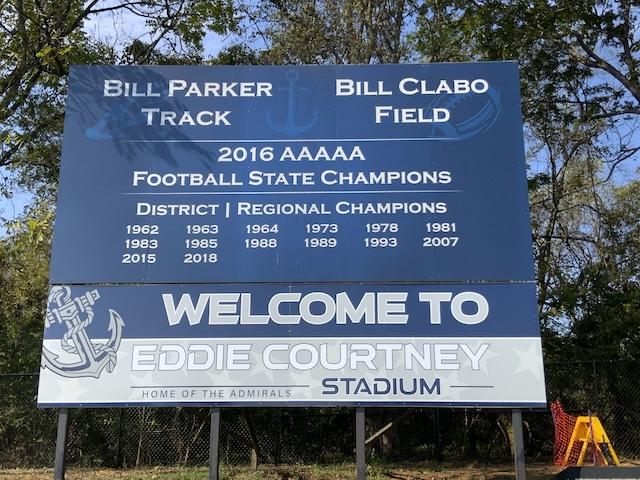 BILL PARKER TRACK
BILL CLABO FIELD
2016 AAAAA
FOOTBALL STATE CHAMPIONS
DISTRICT | REGIONAL CHAMPIONS
1962 1963 1964 1973 1978 1981
1983 1985 1988 1989 1993 2007
2015 2018
WELCOME TO
EDDIE COURTNEY
HOME OF THE ADMIRALS STADIUM